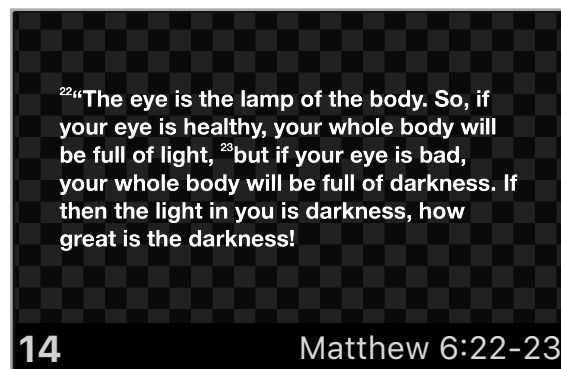 22“The eye is the lamp of the body. So, if
your eye is healthy, your whole body will
be full of light, 23but if your eye is bad,
your whole body will be full of darkness. If
then the light in you is darkness, how
great is the darkness!
14 Matthew 6:22-23